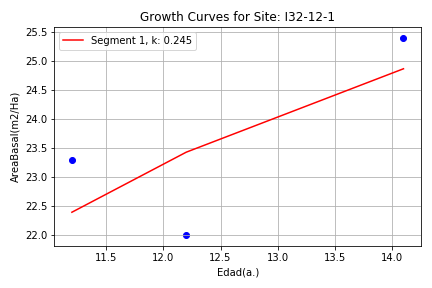 Growth Curves for Site: I32-12-1
Segment 1, k: 0.245
AreaBasal(m2/Ha)
25.5
25.0
24.5
24.0
23.5
23.0
22.5
22.0
11.5 12.0 12.5 13.0 13.5 14.0
Edad(a.)